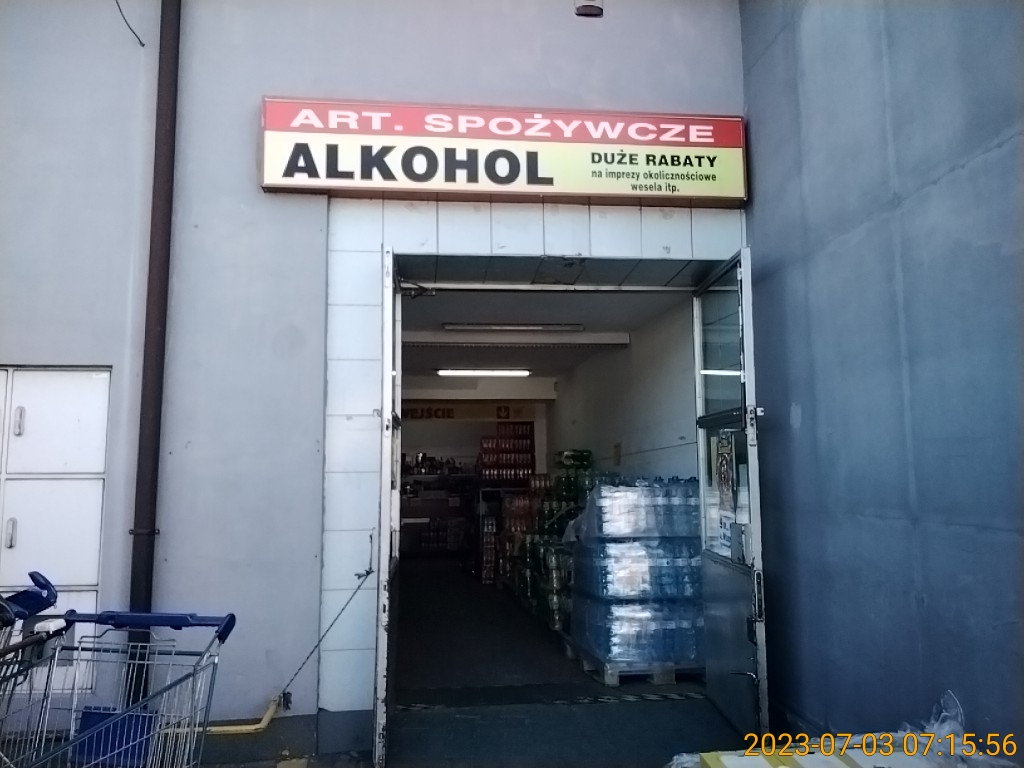 ART. SPOŻYWCZE
ALKOHOL
DUŻE RABATY
na imprezy okolicznościowe
wesela itp.
WEJŚCIE
2023-07-03 07:15:56